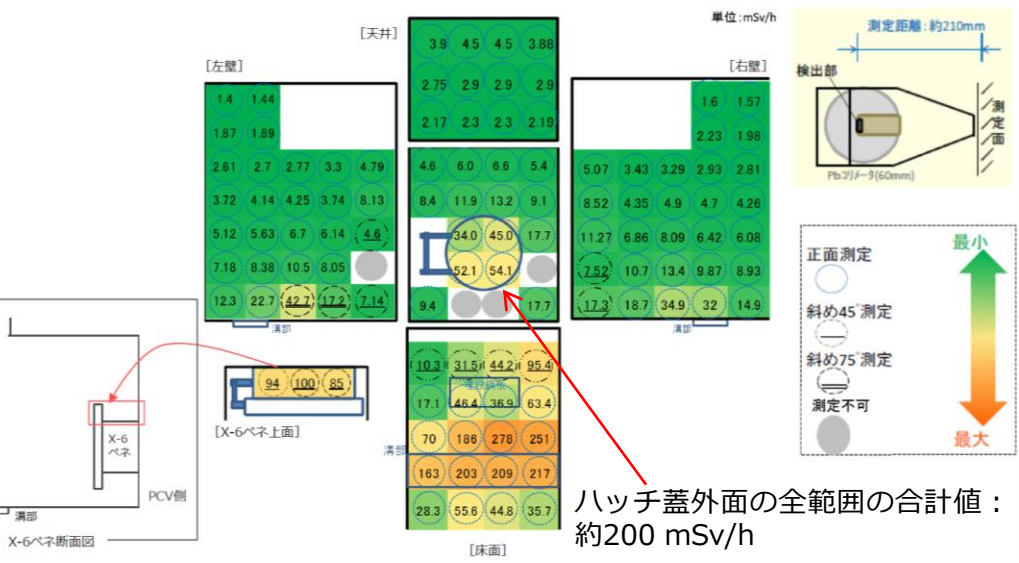 単位:mSv/h
[天井]
3.9 4.5 4.5 3.88
2.75 2.9 2.9 2.9
2.17 2.3 2.3 2.19
[左壁]
1.4 1.44
1.87 1.89
2.61 2.7 2.77 3.3 4.79
3.72 4.14 4.25 3.74 8.13
5.12 5.63 6.7 6.14 4.6
7.18 8.38 10.5 8.05
12.3 22.7 42.7 17.2 7.14
溝部
4.6 6.0 6.6 5.4
8.4 11.9 13.2 9.1
34.0 45.0 17.7
52.1 54.1
9.4 17.7
[右壁]
1.6 1.57
2.23 1.98
5.07 3.43 3.29 2.93 2.81
8.52 4.35 4.9 4.7 4.26
11.27 6.86 8.09 6.42 6.08
7.52 10.7 13.4 9.87 8.93
17.3 18.7 34.9 32 14.9
溝部
測定距離:約210mm
検出部
測定面
Pbコリメータ(60mm)
正面測定
斜め45°測定
斜め75°測定
測定不可
最小
最大
94 100 85
[X-6ペネ上面]
X-6
ペネ
PCV側
溝部
X-6ペネ断面図
10.3 31.5 44.2 95.4
17.1 46.4 36.9 63.4
70 186 278 251
溝部
163 203 209 217
28.3 55.6 44.8 35.7
[床面]
ハッチ蓋外面の全範囲の合計値：
約200 mSv/h